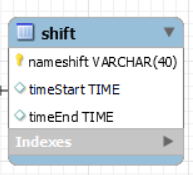 shift
nameshift VARCHAR(40)
timeStart TIME
timeEnd TIME
Indexes